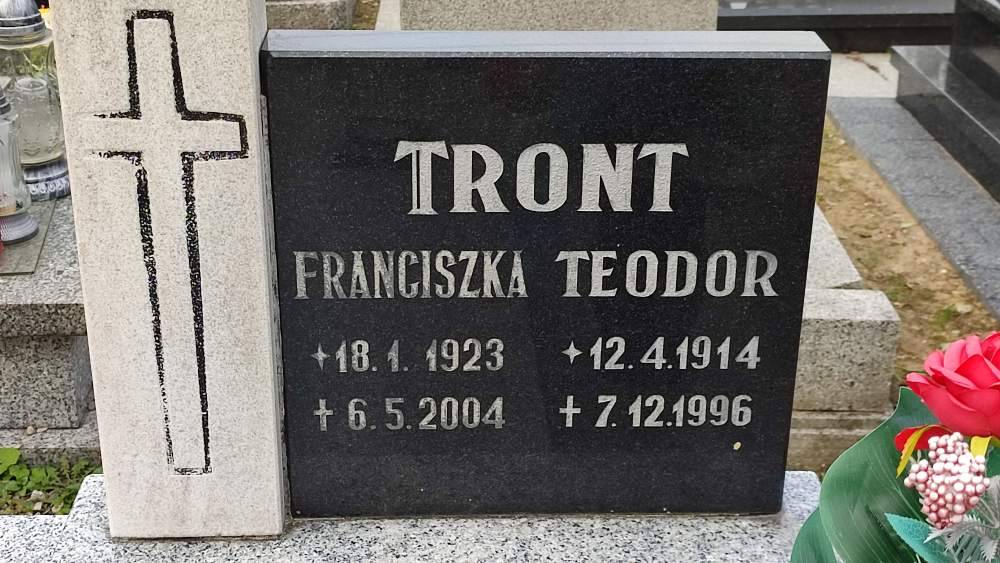 TRONT
FRANCISZKA TEODOR
✦18.1.1923 ✦12.4.1914
✝6.5.2004 ✝7.12.1996